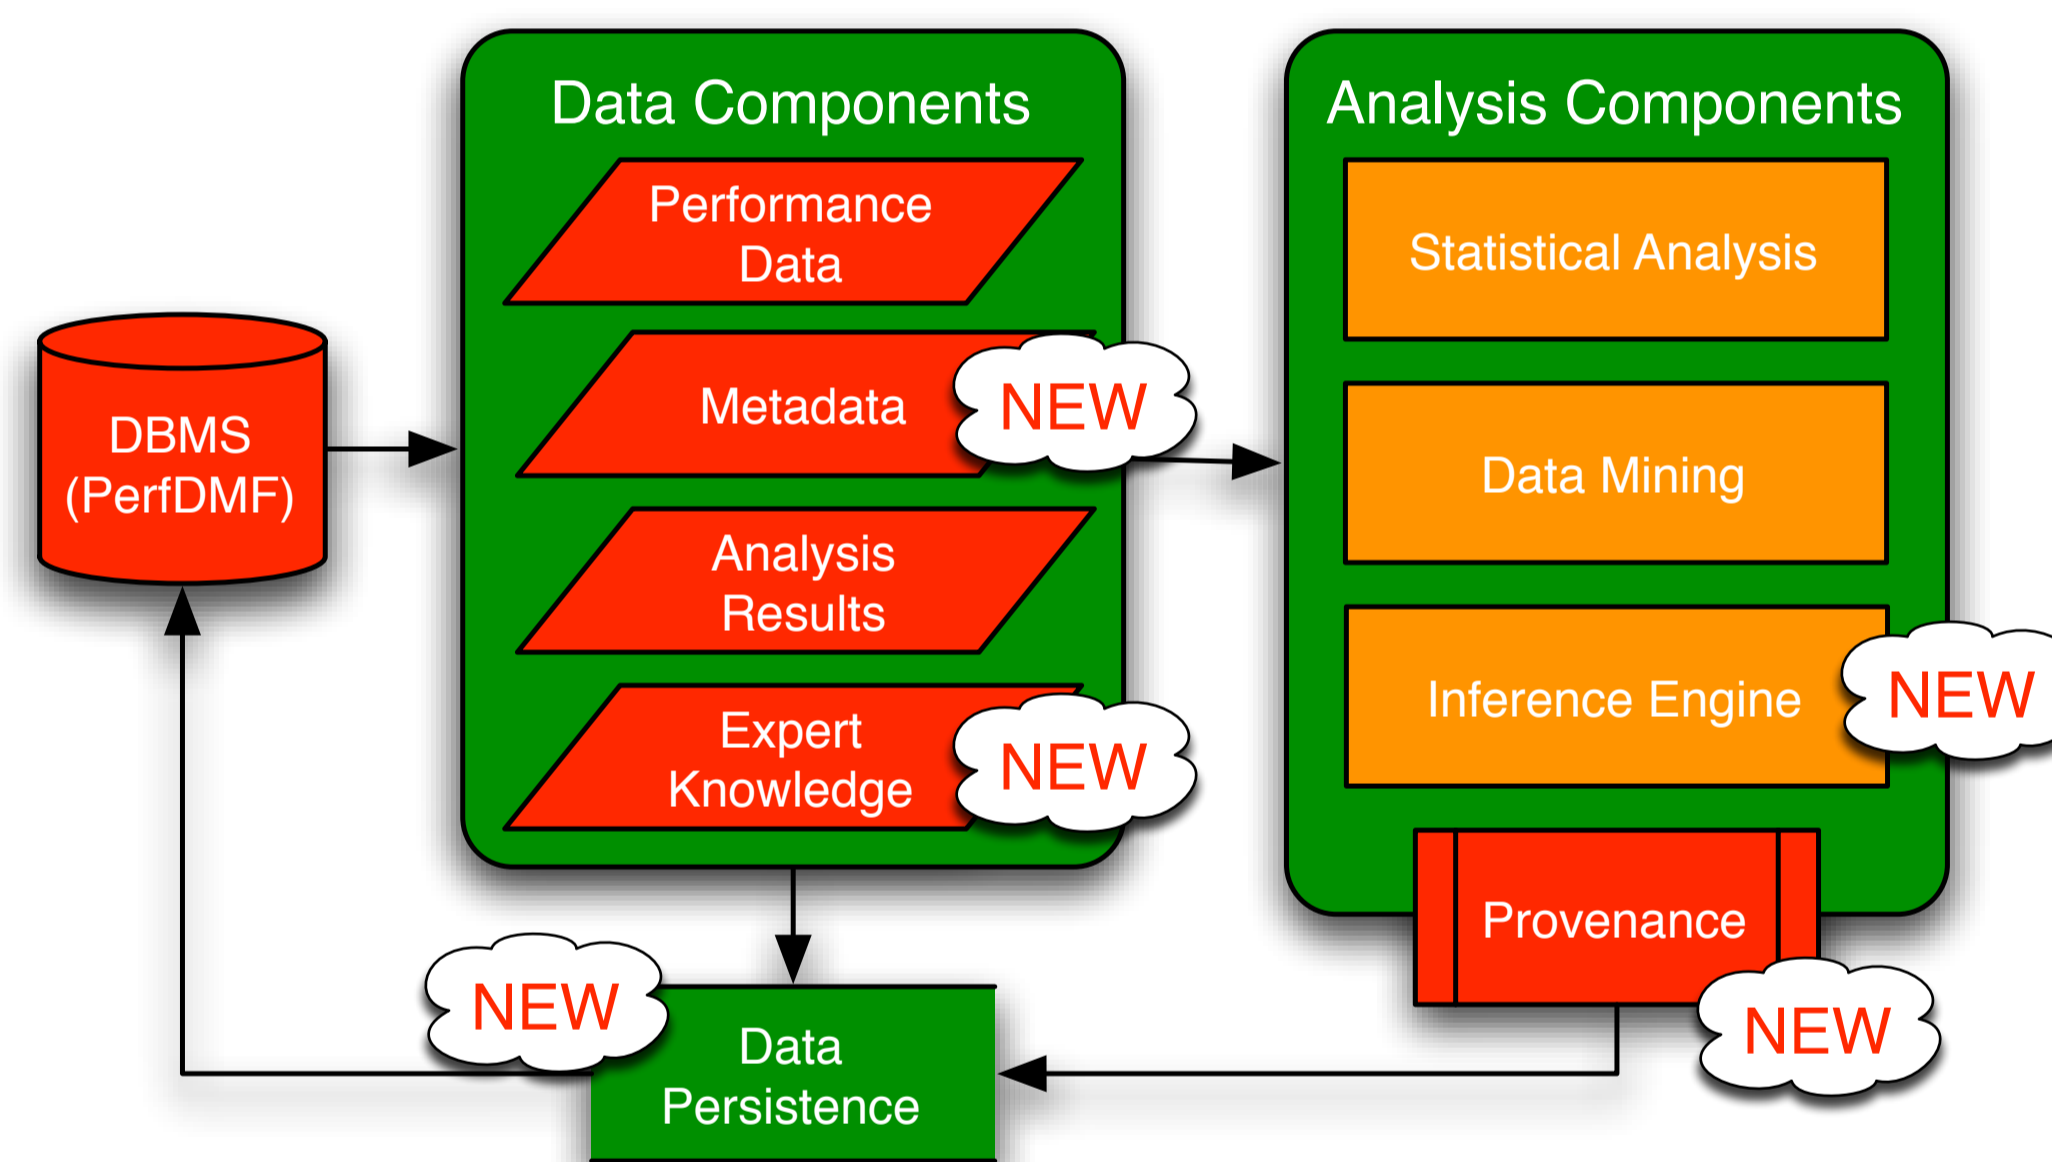 Data Components
Performance
Data
Metadata
NEW
Analysis
Results
Expert
Knowledge
NEW
DBMS
(PerfDMF)
Analysis Components
Statistical Analysis
Data Mining
Inference Engine
NEW
Provenance
NEW
NEW
Data
Persistence